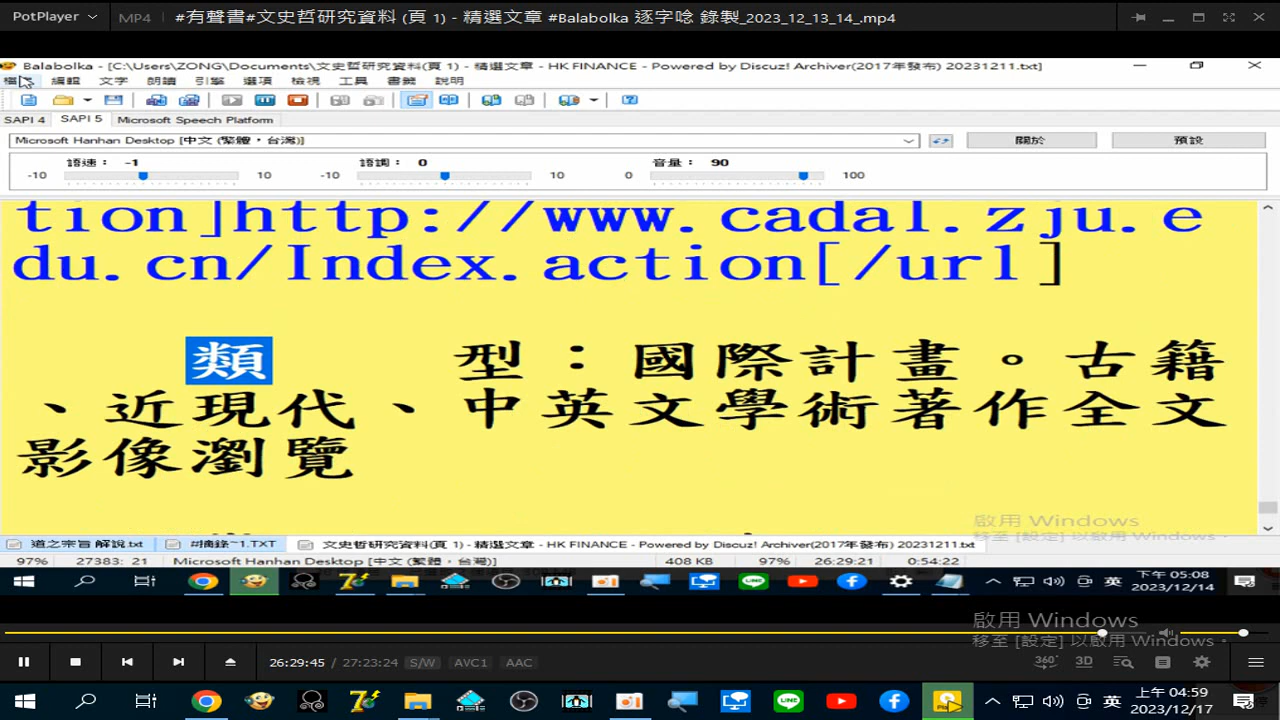 PotPlayer MP4 #有聲書#文史哲研究資料 (頁 1) - 精選文章 #Balabolka 逐字唸 錄製_2023_12_13_14_.mp4
Balabolka - [C:\Users\ZONG\Documents\文史哲研究資料(頁 1) - 精選文章 - HK FINANCE - Powered by Discuz! Archiver(2017年發布) 20231211.txt]
檔案 編輯 文字 朗讀 引擎 選項 檢視 工具 書籤 說明
SAPI 4 SAPI 5 Microsoft Speech Platform
Microsoft Hanhan Desktop [中文 (繁體，台灣)] 關於 預設
語速： -1 語調： 0 音量： 90
-10 10 -10 10 0 100
tion]http://www.cadal.zju.e
du.cn/Index.action[/url]
類 型：國際計畫。古籍
、近現代、中英文學術著作全文
影像瀏覽
啟用 Windows
移至 [設定] 以啟用 Windows。
道之宗旨 解說.txt #摘錄~1.TXT 文史哲研究資料(頁 1) - 精選文章 - HK FINANCE - Powered by Discuz! Archiver(2017年發布) 20231211.txt
97% 27383: 21 Microsoft Hanhan Desktop [中文 (繁體，台灣)] 408 KB 97% 26:29:21 0:54:22
英 下午 05:08
2023/12/14
啟用 Windows
移至 [設定] 以啟用 Windows。
26:29:45 / 27:23:24 S/W AVC1 AAC 360° 3D
英 上午 04:59
2023/12/17